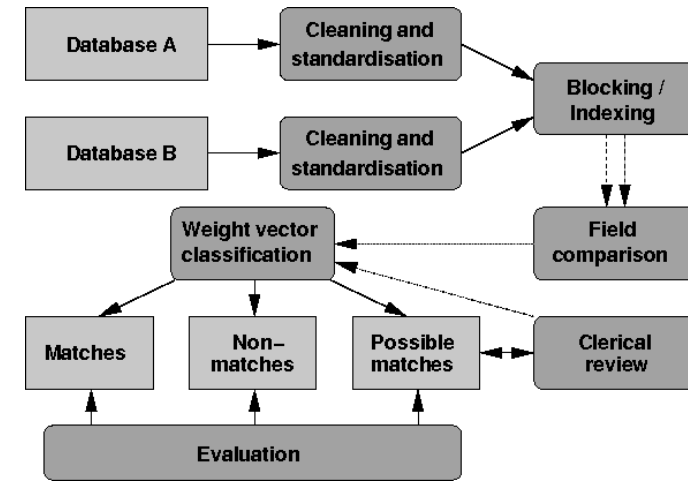 Database A
Cleaning and
standardisation
Blocking /
Indexing
Database B
Cleaning and
standardisation
Weight vector
classification
Field
comparison
Matches
Non−
matches
Possible
matches
Clerical
review
Evaluation